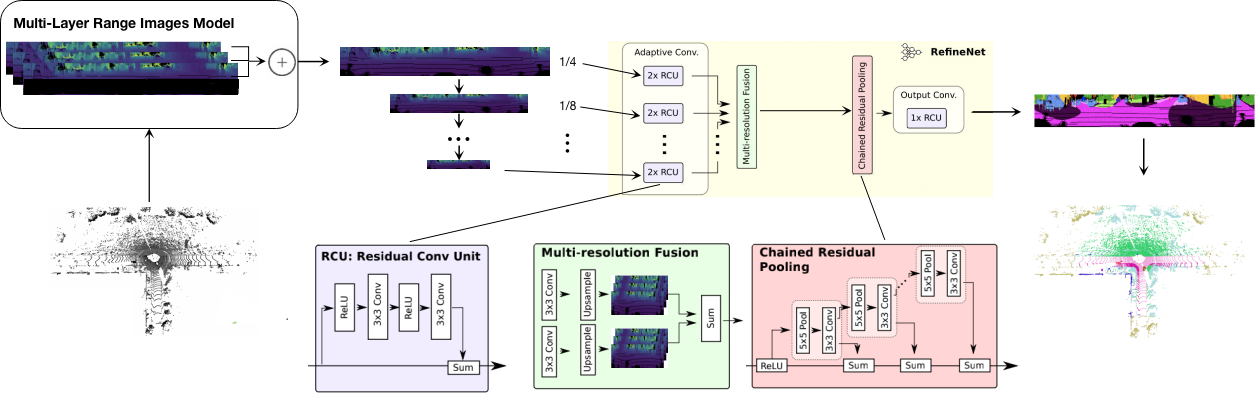 Multi-Layer Range Images Model
+
1/4
1/8
Adaptive Conv.
2x RCU
2x RCU
2x RCU
Multi-resolution Fusion
Chained Residual Pooling
RefineNet
Output Conv.
1x RCU
RCU: Residual Conv Unit
ReLU
3x3 Conv
ReLU
3x3 Conv
Sum
Multi-resolution Fusion
3x3 Conv
Upsample
3x3 Conv
Upsample
Sum
Chained Residual
Pooling
ReLU
5x5 Pool
3x3 Conv
5x5 Pool
3x3 Conv
5x5 Pool
3x3 Conv
Sum
Sum
Sum